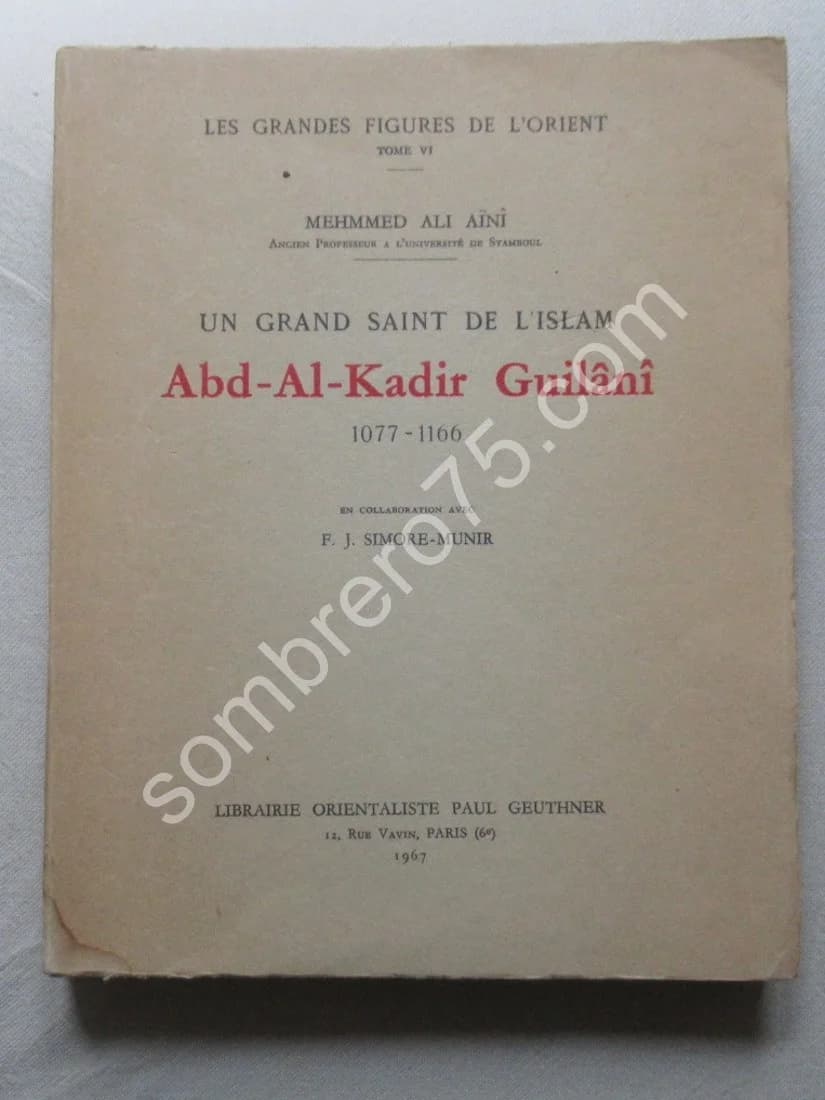 LES GRANDES FIGURES DE L'ORIENT
TOME VI
MEHMMED ALI AÏNÎ
ANCIEN PROFESSEUR A L'UNIVERSITÉ DE STAMBOUL
UN GRAND SAINT DE L'ISLAM
Abd-Al-Kadir Guilânî
1077-1166
EN COLLABORATION AVEC
F. J. SIMORE-MUNIR
LIBRAIRIE ORIENTALISTE PAUL GEUTHNER
12, RUE VAVIN, PARIS (6e)
1967
sombrero75.com